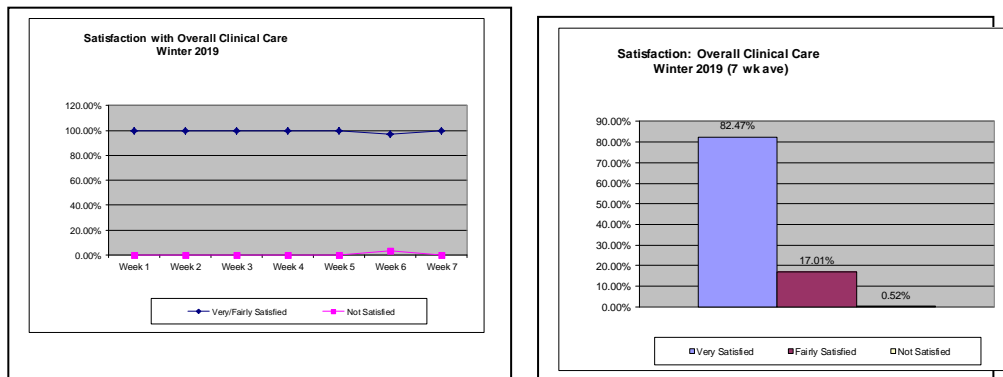 Satisfaction with Overall Clinical Care
Winter 2019
120.00%
100.00%
80.00%
60.00%
40.00%
20.00%
0.00%
Week 1 Week 2 Week 3 Week 4 Week 5 Week 6 Week 7
Very/Fairly Satisfied Not Satisfied
Satisfaction: Overall Clinical Care
Winter 2019 (7 wk ave)
90.00%
80.00%
70.00%
60.00%
50.00%
40.00%
30.00%
20.00%
10.00%
0.00%
82.47%
17.01%
0.52%
Very Satisfied Fairly Satisfied Not Satisfied